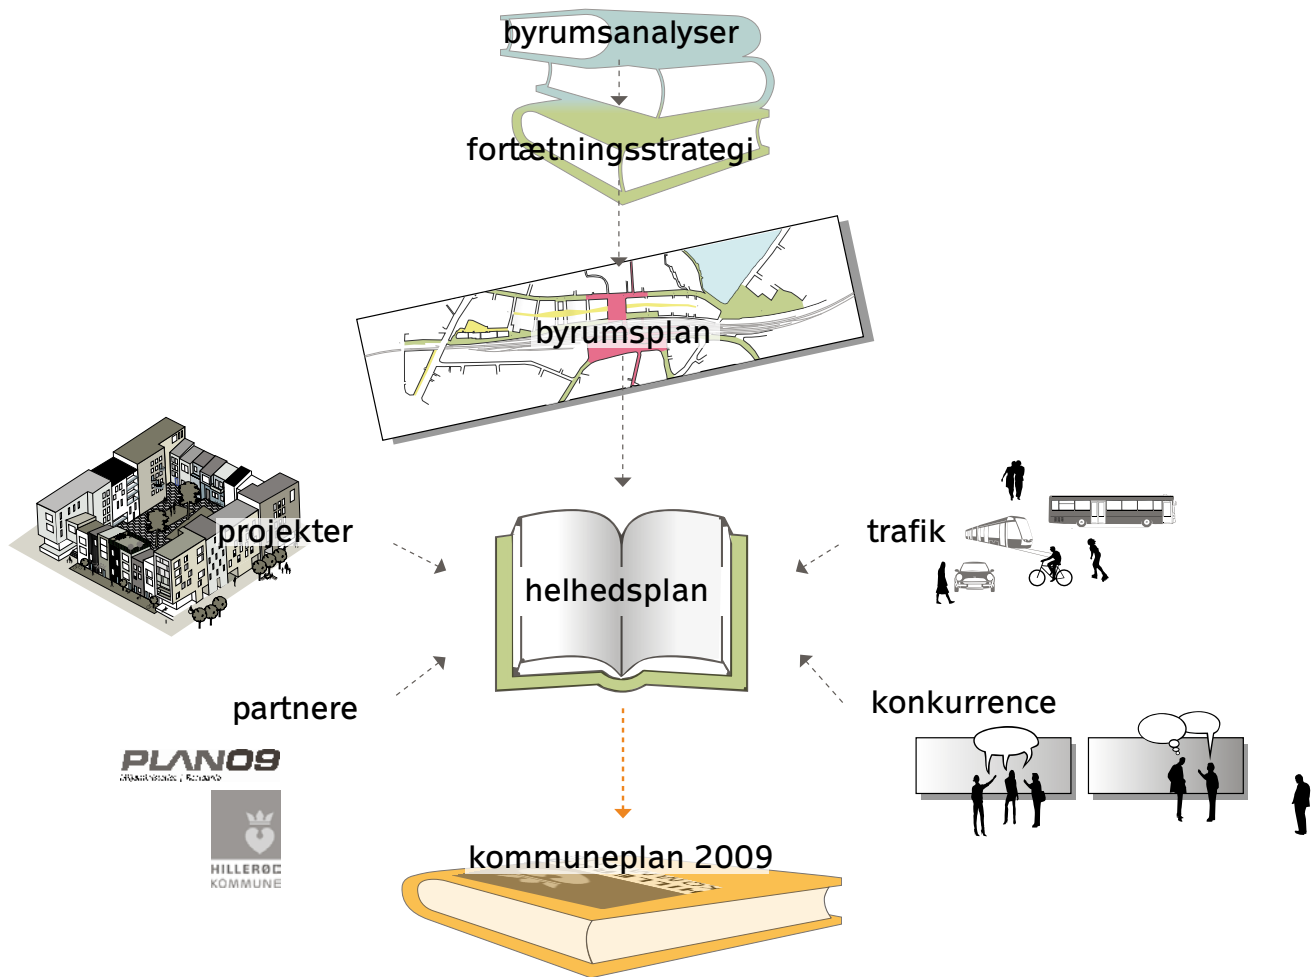 byrumsanalyser
fortætningsstrategi
byrumsplan
projekter
trafik
helhedsplan
partnere
konkurrence
PLAN09
HILLERØD
KOMMUNE
kommuneplan 2009